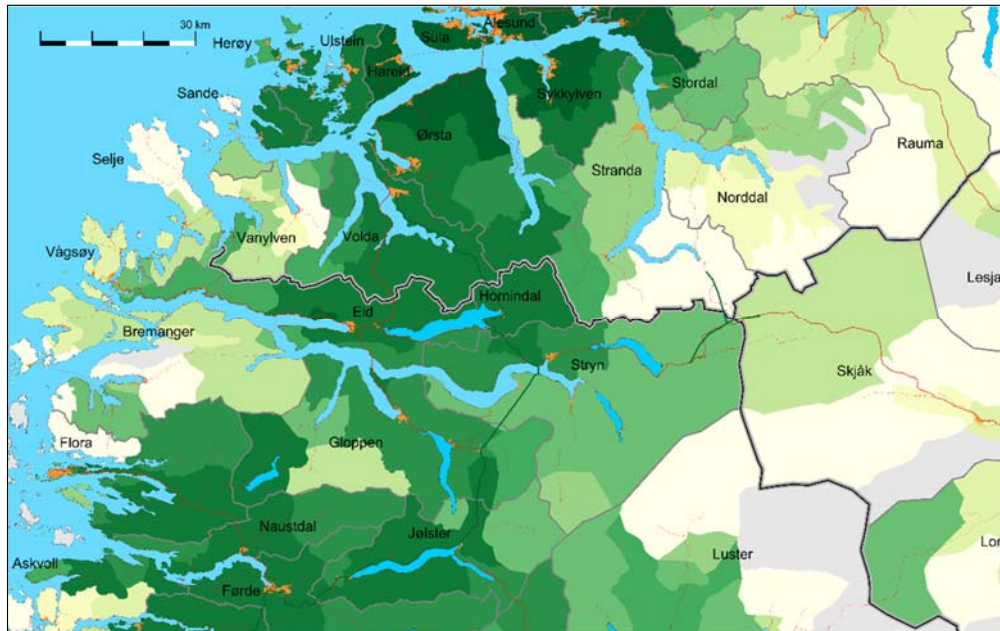 30 km
Ålesund
Ulstein
Sula
Herøy
Hareid
Sykkylven
Stordal
Sande
Ørsta
Rauma
Selje
Stranda
Norddal
Vanylven
Volda
Vågsøy
Lesja
Hornindal
Eid
Bremanger
Stryn
Skjåk
Flora
Gloppen
Naustdal
Jølster
Luster
Lor
Askvoll
Førde